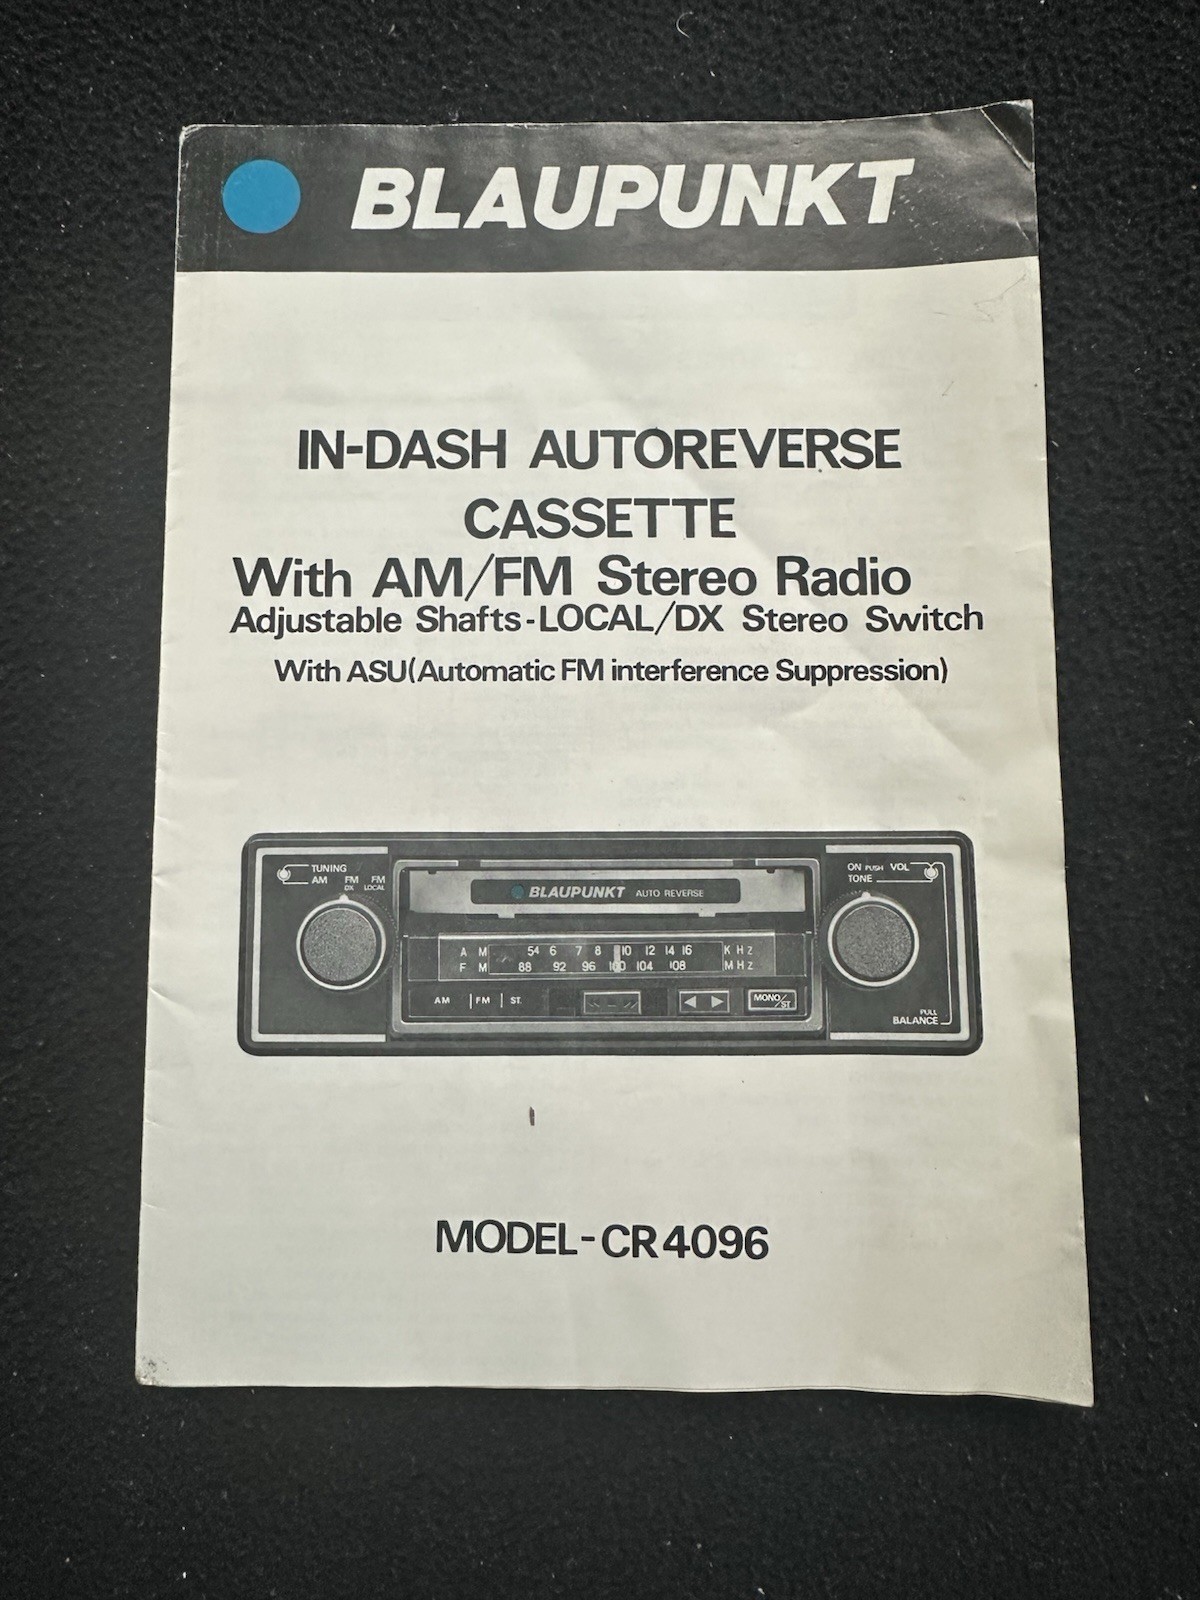 BLAUPUNKT
IN-DASH AUTOREVERSE
CASSETTE
With AM/FM Stereo Radio
Adjustable Shafts-LOCAL/DX Stereo Switch
With ASU(Automatic FM interference Suppression)
TUNING
AM FM DX FM LOCAL
BLAUPUNKT AUTO REVERSE
ON PUSH VOL
TONE
A M 54 6 7 8 10 12 14 16 KHZ
F M 88 92 96 100 104 108 MHZ
AM FM ST.
MONO/ST
PULL
BALANCE
MODEL-CR4096